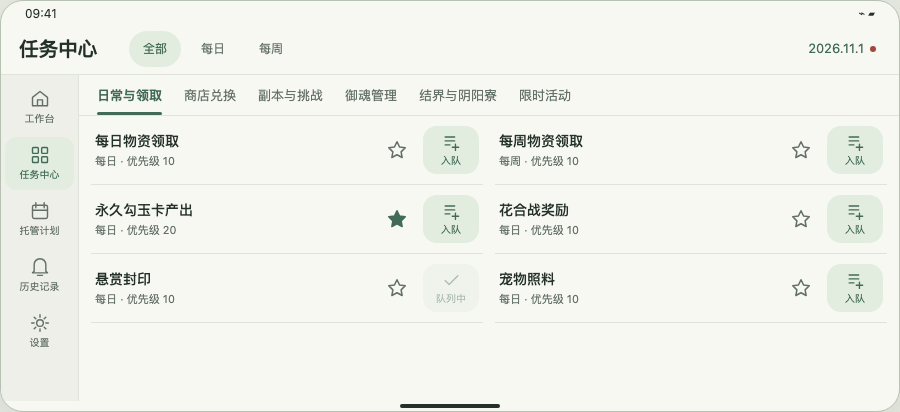 09:41
任务中心
全部
每日
每周
2026.11.1
工作台
任务中心
托管计划
历史记录
设置
日常与领取
商店兑换
副本与挑战
御魂管理
结界与阴阳寮
限时活动
每日物资领取
每日 · 优先级 10
入队
每周物资领取
每周 · 优先级 10
入队
永久勾玉卡产出
每日 · 优先级 20
入队
花合战奖励
每日 · 优先级 10
入队
悬赏封印
每日 · 优先级 10
队列中
宠物照料
每日 · 优先级 10
入队